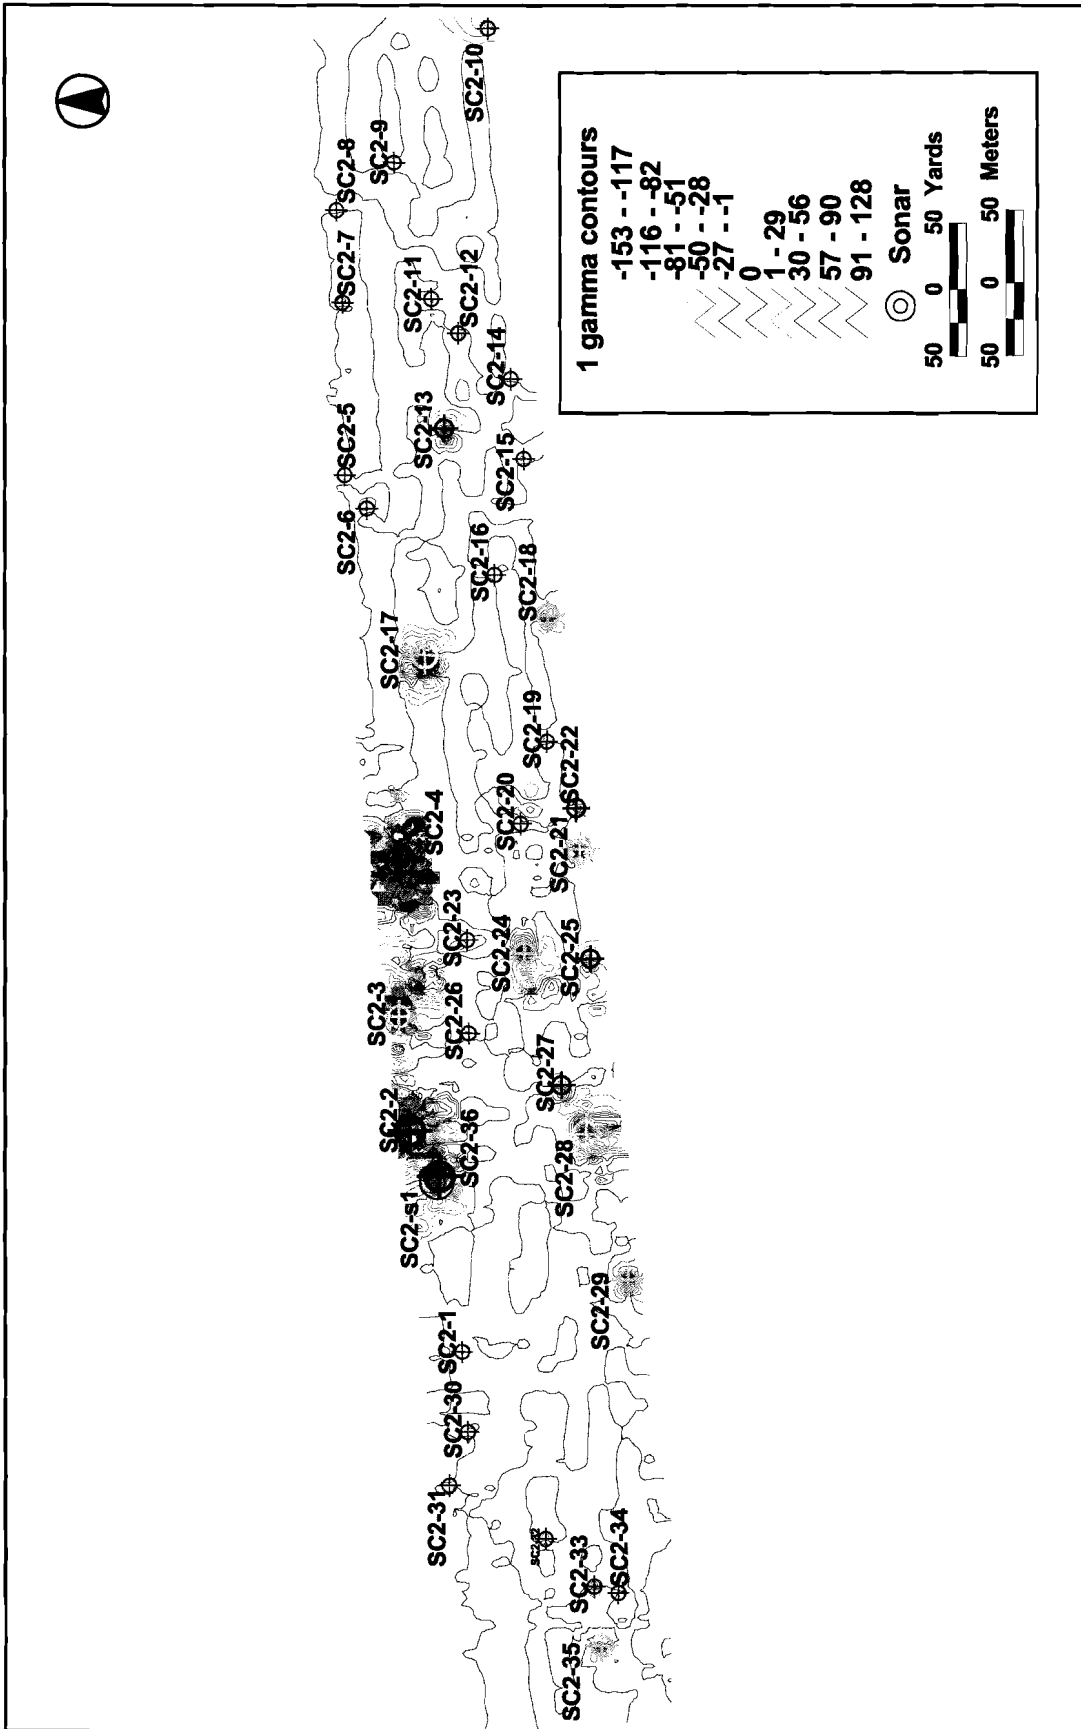 SC2-10
SC2-9
SC2-8
SC2-7
SC2-11
SC2-12
SC2-14
SC2-13
SC2-5
SC2-15
SC2-6
SC2-16
SC2-18
SC2-17
SC2-19
SC2-22
SC2-20
SC2-4
SC2-21
SC2-23
SC2-24
SC2-25
SC2-3
SC2-26
SC2-27
SC2-2
SC2-36
SC2-28
SC2-s1
SC2-29
SC2-1
SC2-30
SC2-31
SC2-32
SC2-33
SC2-34
SC2-35
1 gamma contours
-153 - -117
-116 - -82
-81 - -51
-50 - -28
-27 - -1
0
1 - 29
30 - 56
57 - 90
91 - 128
Sonar
50 0 50 Yards
50 0 50 Meters